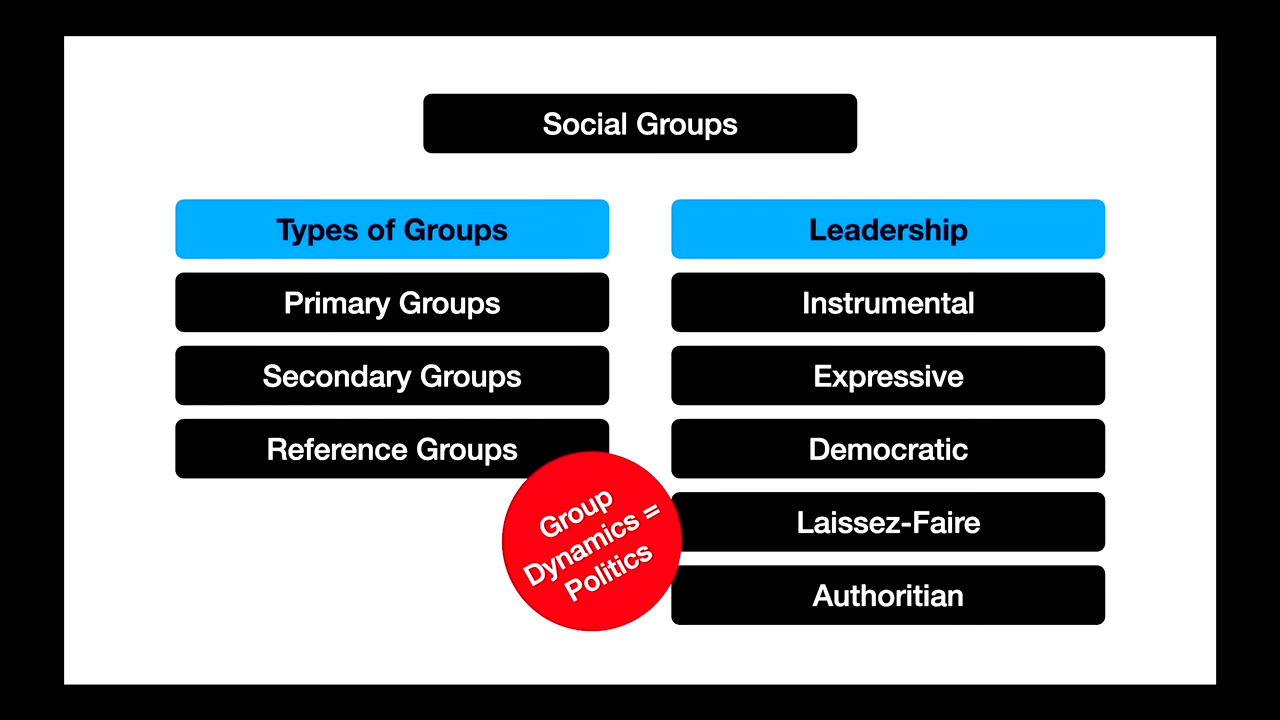 Social Groups
Types of Groups
Primary Groups
Secondary Groups
Reference Groups
Leadership
Instrumental
Expressive
Democratic
Laissez-Faire
Authoritian
Group
Dynamics =
Politics